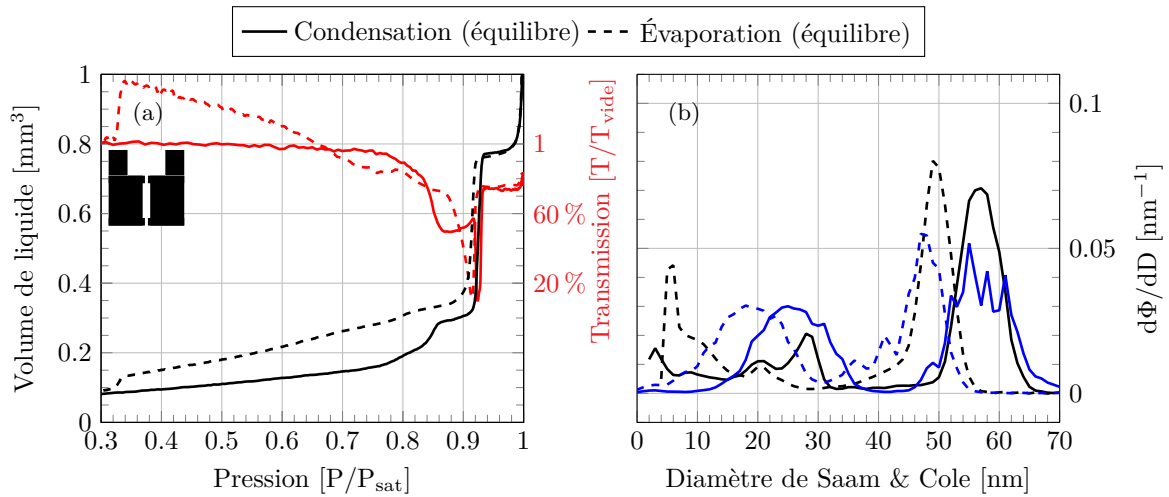 Condensation (équilibre) Évaporation (équilibre)
(a)
Volume de liquide [mm³]
1
0.8
0.6
0.4
0.2
0
0.3 0.4 0.5 0.6 0.7 0.8 0.9 1
Pression [P/P_sat]
1
60 %
20 %
Transmission [T/T_vide]
(b)
0.1
0.05
0
dΦ/dD [nm⁻¹]
0 10 20 30 40 50 60 70
Diamètre de Saam & Cole [nm]